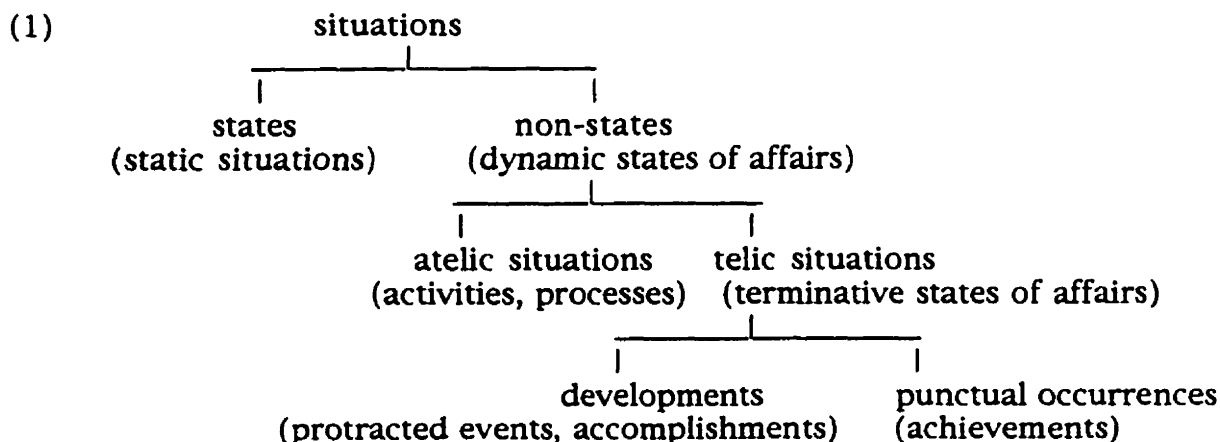 (1) situations
states non-states
(static situations) (dynamic states of affairs)
atelic situations telic situations
(activities, processes) (terminative states of affairs)
developments punctual occurrences
(protracted events, accomplishments) (achievements)